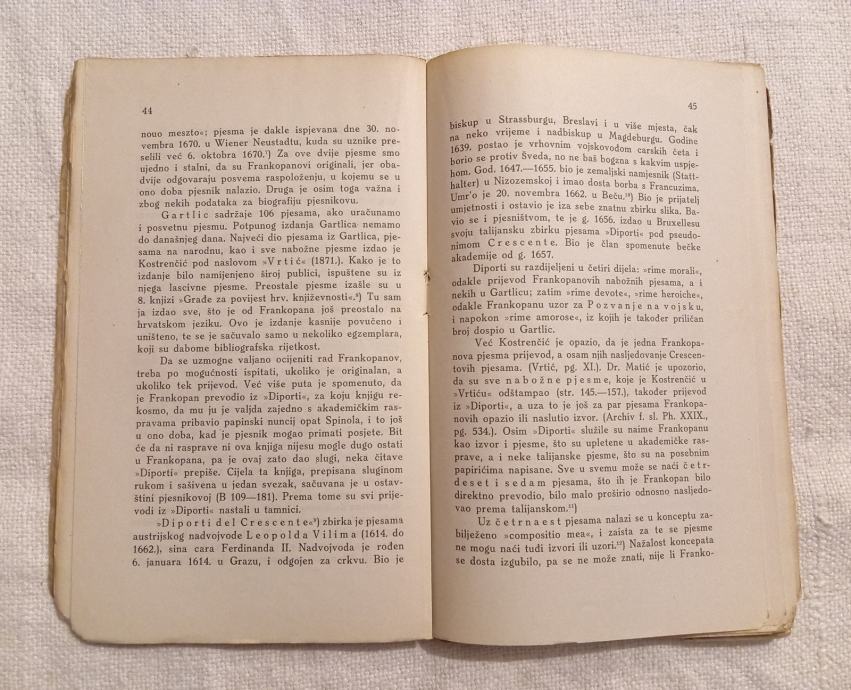 44
nouo meszto«; pjesma je dakle ispjevana dne 30. no-
vembra 1670. u Wiener Neustadtu, kuda su uznike pre-
selili već 6. oktobra 1670.⁷) Za ove dvije pjesme smo
ujedno i stalni, da su Frankopanovi originali, jer oba-
dvije odgovaraju posvema raspoloženju, u kojemu se u
ono doba pjesnik nalazio. Druga je osim toga važna i
zbog nekih podataka za biografiju pjesnikovu.
Gartlic sadržaje 106 pjesama, ako uračunamo
i posvetnu pjesmu. Potpunog izdanja Gartlica nemamo
do današnjeg dana. Najveći dio pjesama iz Gartlica, pje-
sama na narodnu, kao i sve nabožne pjesme izdao je
Kostrenčić pod naslovom »Vrtić« (1871.). Kako je to
izdanje bilo namijenjeno široj publici, ispuštene su iz
njega lascivne pjesme. Preostale pjesme izašle su u
8. knjizi »Građe za povijest hrv. književnosti«.⁸) Tu sam
ja izdao sve, što je od Frankopana još preostalo na
hrvatskom jeziku. Ovo je izdanje kasnije povučeno i
uništeno, te se je sačuvalo samo u nekoliko egzemplara,
koji su dabome bibliografska rijetkost.
Da se uzmogne valjano ocijeniti rad Frankopanov,
treba po mogućnosti ispitati, ukoliko je originalan, a
ukoliko tek prijevod. Već više puta je spomenuto, da
je Frankopan prevodio iz »Diporti«, za koju knjigu re-
kosmo, da mu ju je valjda zajedno s akademičkim ras-
pravama pribavio papinski nuncij opat Spinola, i to još
u ono doba, kad je pjesnik mogao primati posjete. Bit
će da ni rasprave ni ova knjiga nijesu mogle dugo ostati
u Frankopana, pa je ovaj zato dao slugi, neka čitave
»Diporti« prepiše. Cijela ta knjiga, prepisana sluginom
rukom i sašivena u jedan svezak, sačuvana je u ostav-
štini pjesnikovoj (B 109—181). Prema tome su svi prije-
vodi iz »Diporti« nastali u tamnici.
»Diporti del Crescente«⁹) zbirka je pjesama
austrijskog nadvojvode Leopolda Vilima (1614. do
1662.), sina cara Ferdinanda II. Nadvojvoda je rođen
6. januara 1614. u Grazu, i odgojen za crkvu. Bio je
45
biskup u Strassburgu, Breslavi i u više mjesta, čak
na neko vrijeme i nadbiskup u Magdeburgu. Godine
1639. postao je vrhovnim vojskovođom carskih četa i
borio se protiv Šveda, no ne baš bogzna s kakvim uspje-
hom. God. 1647.—1655. bio je zemaljski namjesnik (Statt-
halter) u Nizozemskoj i imao dosta borba s Francuzima.
Umr'o je 20. novembra 1662. u Beču.¹⁰) Bio je prijatelj
umjetnosti i ostavio je iza sebe znatnu zbirku slika. Ba-
vio se i pjesništvom, te je g. 1656. izdao u Bruxellesu
svoju talijansku zbirku pjesama »Diporti« pod pseudo-
nimom Crescente. Bio je član spomenute bečke
akademije od g. 1657.
Diporti su razdijeljeni u četiri dijela: »rime morali«,
odakle prijevod Frankopanovih nabožnih pjesama, a i
nekih u Gartlicu; zatim »rime devote«, »rime heroiche«,
odakle Frankopanu uzor za Pozvanje na vojsku,
i napokon »rime amorose«, iz kojih je također priličan
broj dospio u Gartlic.
Već Kostrenčić je opazio, da je jedna Frankopa-
nova pjesma prijevod, a osam njih nasljedovanje Crescen-
tovih pjesama. (Vrtić, pg. XI.). Dr. Matić je upozorio,
da su sve nabožne pjesme, koje je Kostrenčić u
»Vrtiću« odštampao (str. 145.—157.), također prijevod
iz »Diporti«, a uza to je još za par pjesama Frankopa-
novih opazio ili naslutio izvor. (Archiv f. sl. Ph. XXIX.,
pg. 534.). Osim »Diporti« služile su naime Frankopanu
kao izvor i pjesme, što su upletene u akademičke ras-
prave, a i neke talijanske pjesme, što su na posebnim
papirićima napisane. Sve u svemu može se naći četr-
deset i sedam pjesama, što ih je Frankopan bilo
direktno prevodio, bilo malo proširio odnosno nasljedo-
vao prema talijanskom.¹¹)
Uz četrnaest pjesama nalazi se u konceptu za-
bilježeno »compositio mea«, i zaista za te se pjesme
ne mogu naći tuđi izvori ili uzori.¹²) Nažalost koncepata
se dosta izgubilo, pa se ne može znati, nije li Franko-